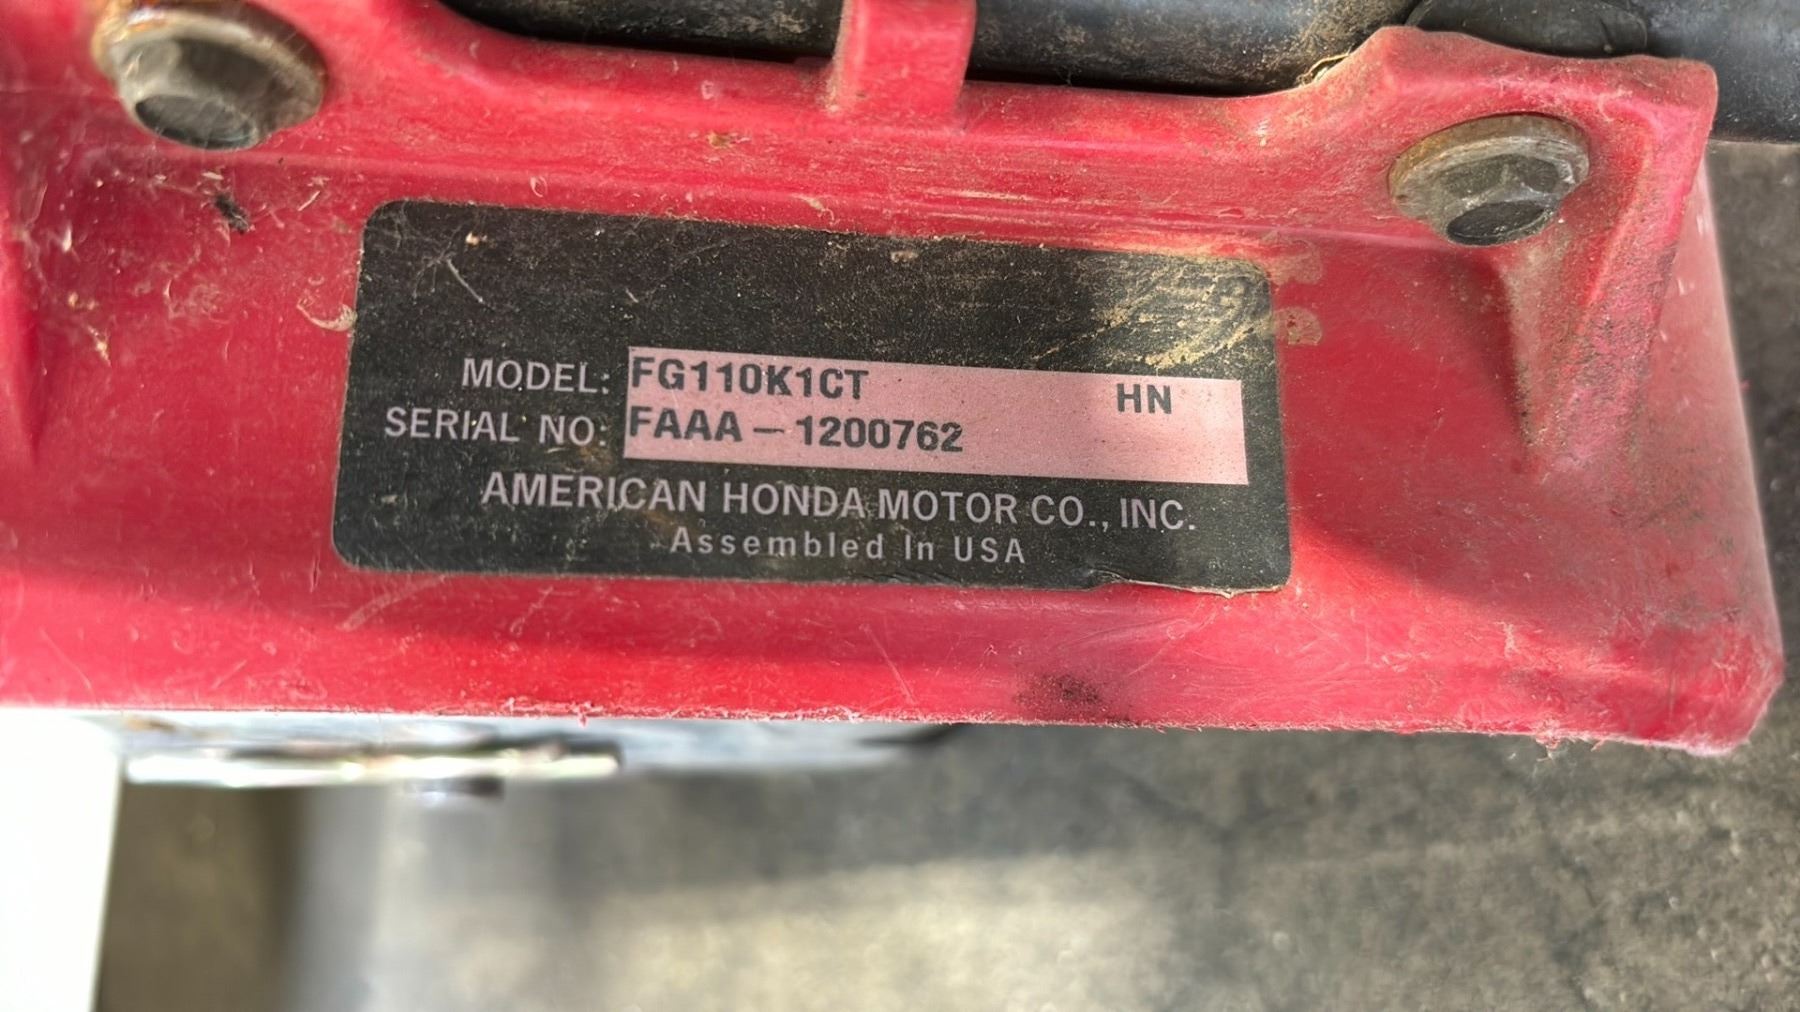 MODEL: FG110K1CT HN
SERIAL NO: FAAA – 1200762
AMERICAN HONDA MOTOR CO., INC.
Assembled In USA